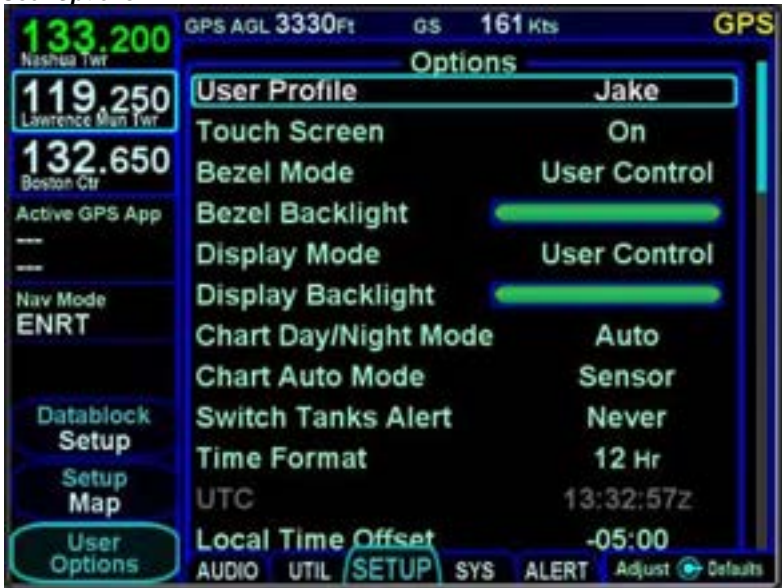 133.200 GPS AGL 3330Ft GS 161 Kts GPS
Nashua Twr
Options
119.250
Lawrence Mun Twr
132.650
Boston Ctr
Active GPS App
---
---
Nav Mode
ENRT
Datablock
Setup
Setup
Map
User
Options
User Profile Jake
Touch Screen On
Bezel Mode User Control
Bezel Backlight
Display Mode User Control
Display Backlight
Chart Day/Night Mode Auto
Chart Auto Mode Sensor
Switch Tanks Alert Never
Time Format 12 Hr
UTC 13:32:57z
Local Time Offset -05:00
AUDIO UTIL SETUP SYS ALERT Adjust Defaults